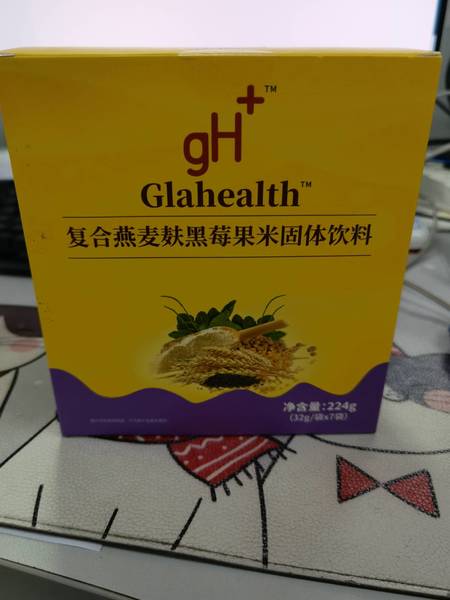 gH+™
Glahealth™
复合燕麦麸黑莓果米固体饮料
净含量:224g
(32g/袋x7袋)